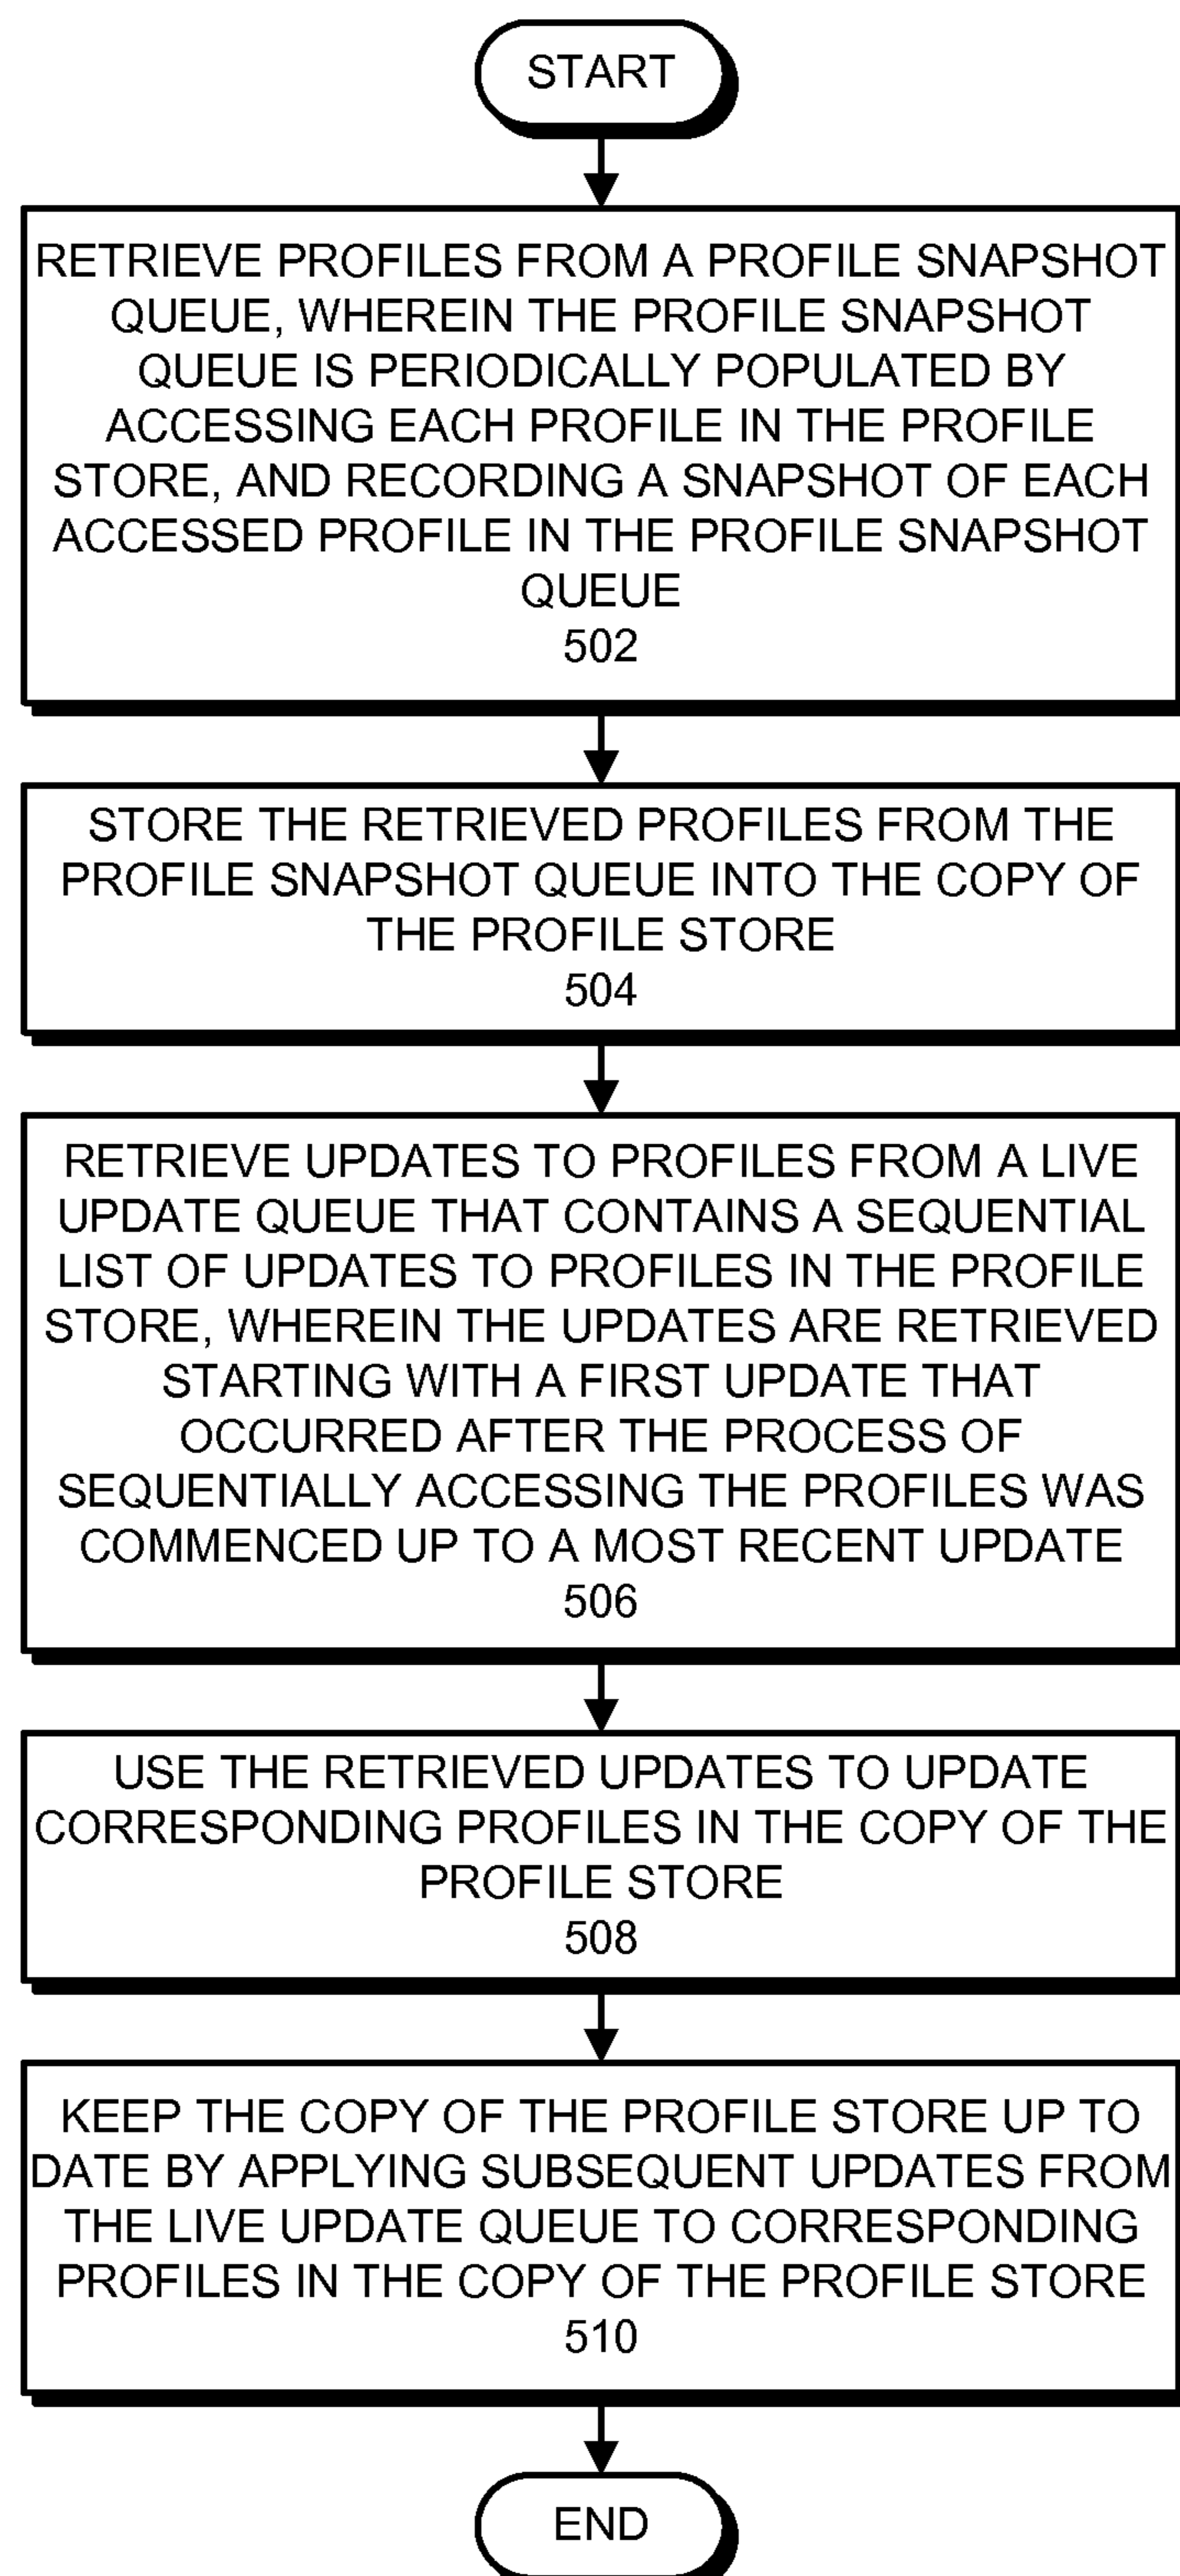 START
RETRIEVE PROFILES FROM A PROFILE SNAPSHOT
QUEUE, WHEREIN THE PROFILE SNAPSHOT
QUEUE IS PERIODICALLY POPULATED BY
ACCESSING EACH PROFILE IN THE PROFILE
STORE, AND RECORDING A SNAPSHOT OF EACH
ACCESSED PROFILE IN THE PROFILE SNAPSHOT
QUEUE
502
STORE THE RETRIEVED PROFILES FROM THE
PROFILE SNAPSHOT QUEUE INTO THE COPY OF
THE PROFILE STORE
504
RETRIEVE UPDATES TO PROFILES FROM A LIVE
UPDATE QUEUE THAT CONTAINS A SEQUENTIAL
LIST OF UPDATES TO PROFILES IN THE PROFILE
STORE, WHEREIN THE UPDATES ARE RETRIEVED
STARTING WITH A FIRST UPDATE THAT
OCCURRED AFTER THE PROCESS OF
SEQUENTIALLY ACCESSING THE PROFILES WAS
COMMENCED UP TO A MOST RECENT UPDATE
506
USE THE RETRIEVED UPDATES TO UPDATE
CORRESPONDING PROFILES IN THE COPY OF THE
PROFILE STORE
508
KEEP THE COPY OF THE PROFILE STORE UP TO
DATE BY APPLYING SUBSEQUENT UPDATES FROM
THE LIVE UPDATE QUEUE TO CORRESPONDING
PROFILES IN THE COPY OF THE PROFILE STORE
510
END